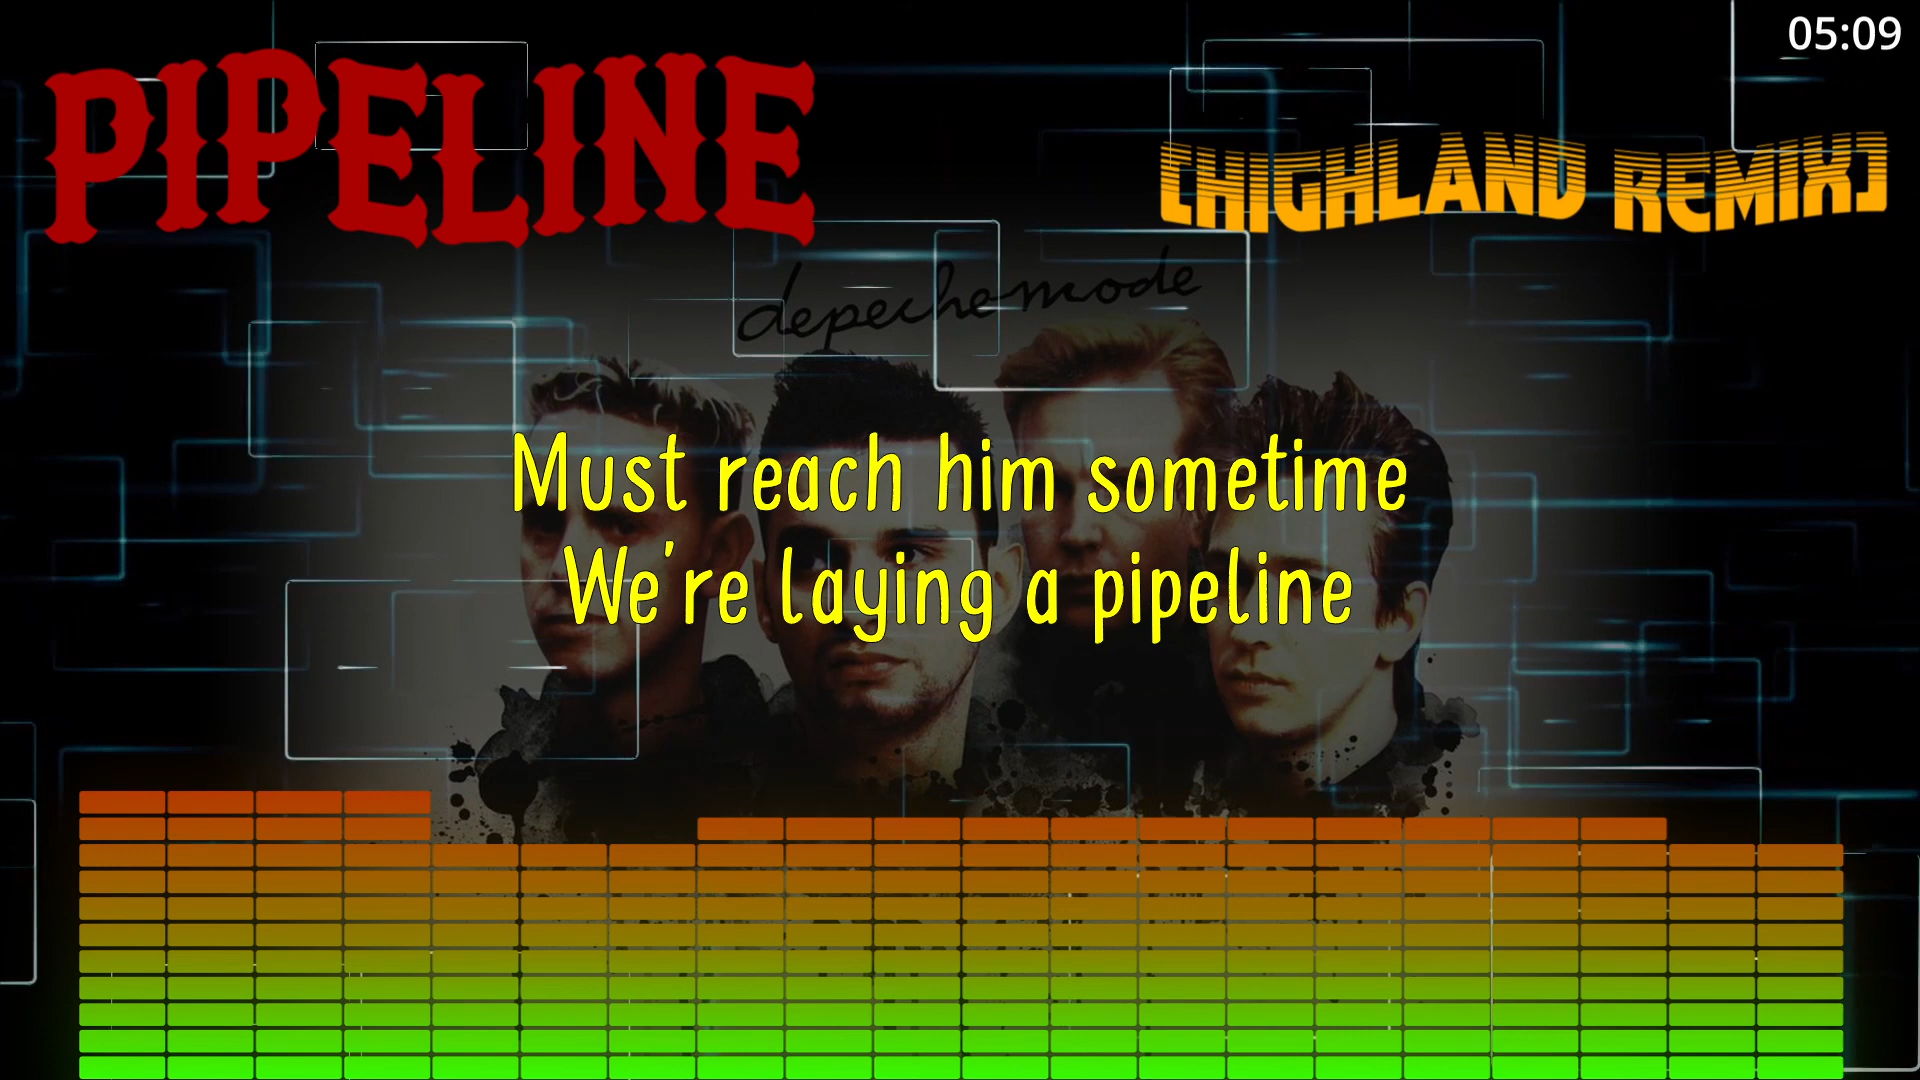 05:09
PIPELINE
[HIGHLAND REMIX]
depeche mode
Must reach him sometime
We're laying a pipeline